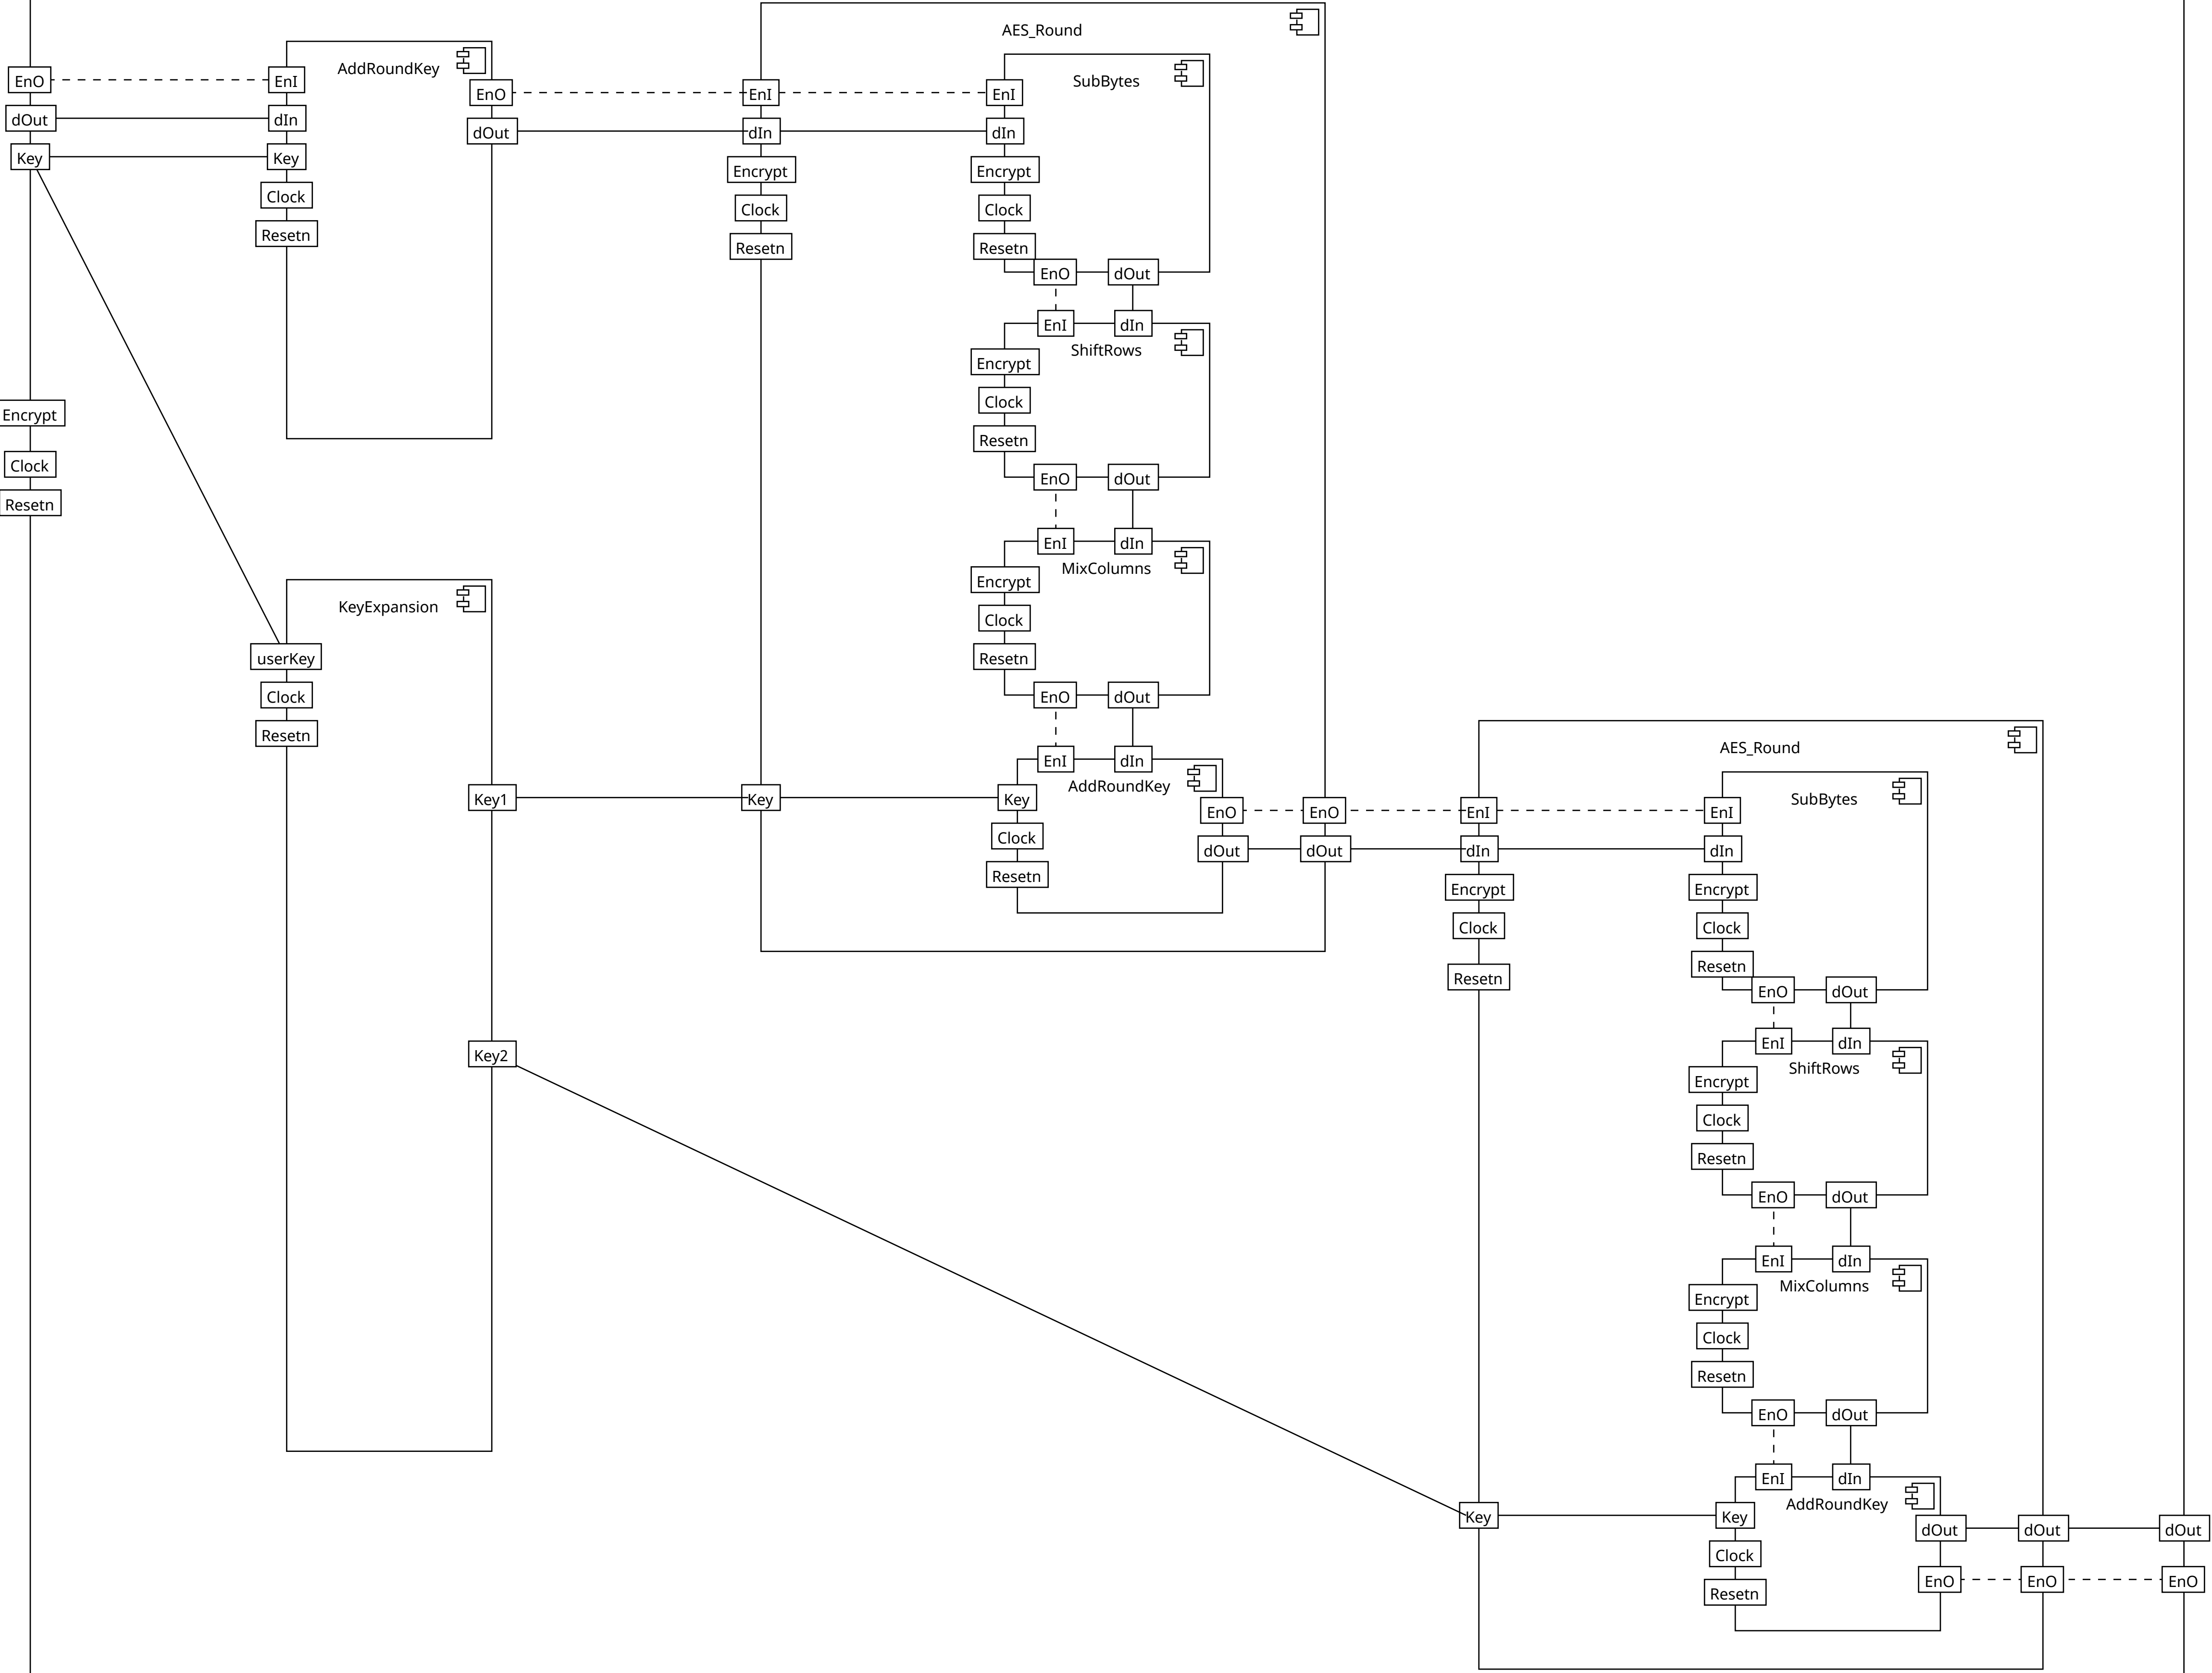 EnO
dOut
Key
Encrypt
Clock
Resetn
AddRoundKey
EnI
dIn
Key
Clock
Resetn
EnO
dOut
KeyExpansion
userKey
Clock
Resetn
Key1
Key2
AES_Round
EnI
dIn
Encrypt
Clock
Resetn
Key
SubBytes
EnI
dIn
Encrypt
Clock
Resetn
EnO
dOut
EnI
dIn
ShiftRows
Encrypt
Clock
Resetn
EnO
dOut
EnI
dIn
MixColumns
Encrypt
Clock
Resetn
EnO
dOut
EnI
dIn
AddRoundKey
Key
Clock
Resetn
EnO
dOut
EnO
dOut
AES_Round
EnI
dIn
Encrypt
Clock
Resetn
Key
SubBytes
EnI
dIn
Encrypt
Clock
Resetn
EnO
dOut
EnI
dIn
ShiftRows
Encrypt
Clock
Resetn
EnO
dOut
EnI
dIn
MixColumns
Encrypt
Clock
Resetn
EnO
dOut
EnI
dIn
AddRoundKey
Key
Clock
Resetn
dOut
EnO
dOut
EnO
dOut
EnO